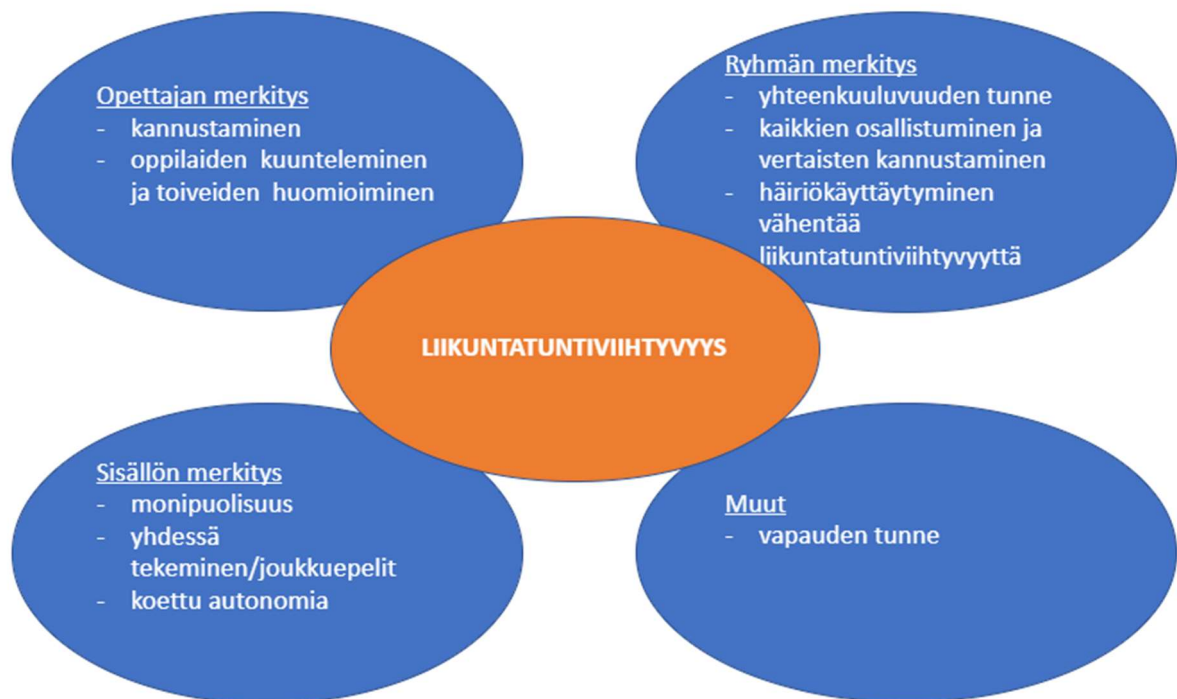 Opettajan merkitys
- kannustaminen
- oppilaiden kuunteleminen
ja toiveiden huomioiminen
Ryhmän merkitys
- yhteenkuuluvuuden tunne
- kaikkien osallistuminen ja
vertaisten kannustaminen
- häiriökäyttäytyminen
vähentää
liikuntatuntiviihtyvyyttä
LIIKUNTATUNTIVIIHTYVYYS
Sisällön merkitys
- monipuolisuus
- yhdessä
tekeminen/joukkuepelit
- koettu autonomia
Muut
- vapauden tunne